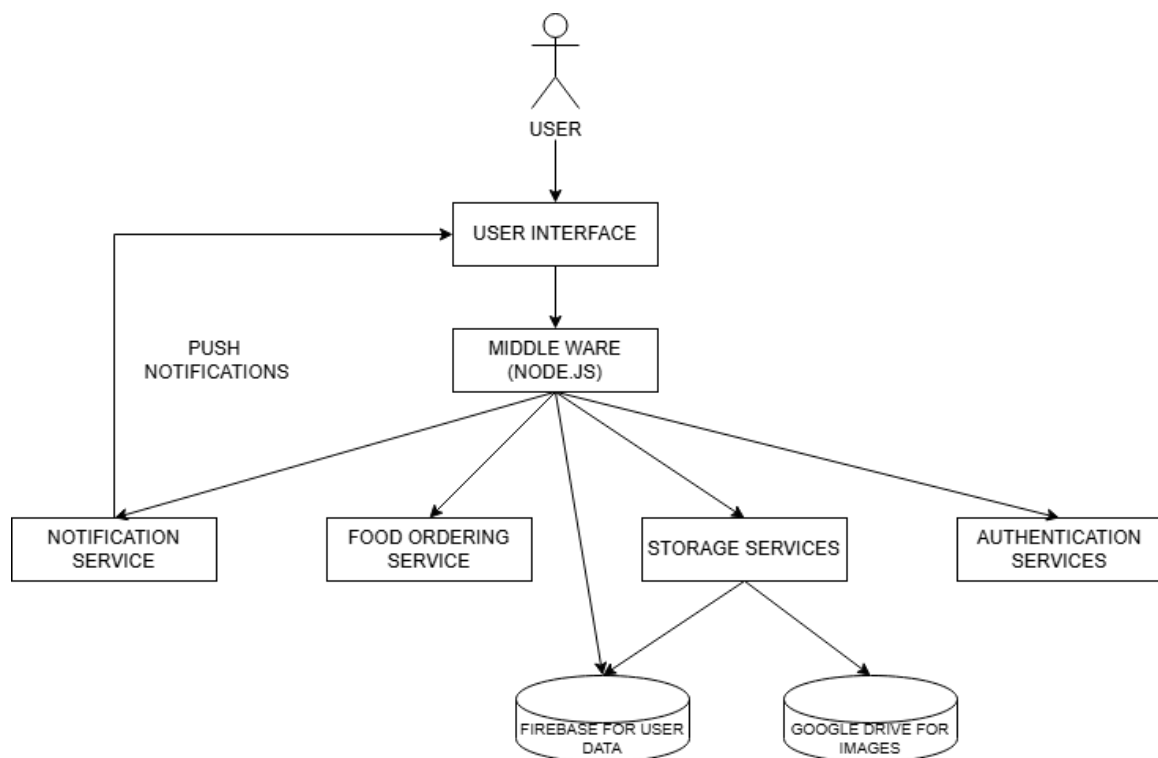 USER
USER INTERFACE
PUSH
NOTIFICATIONS
MIDDLE WARE
(NODE.JS)
NOTIFICATION
SERVICE
FOOD ORDERING
SERVICE
STORAGE SERVICES
AUTHENTICATION
SERVICES
FIREBASE FOR USER
DATA
GOOGLE DRIVE FOR
IMAGES